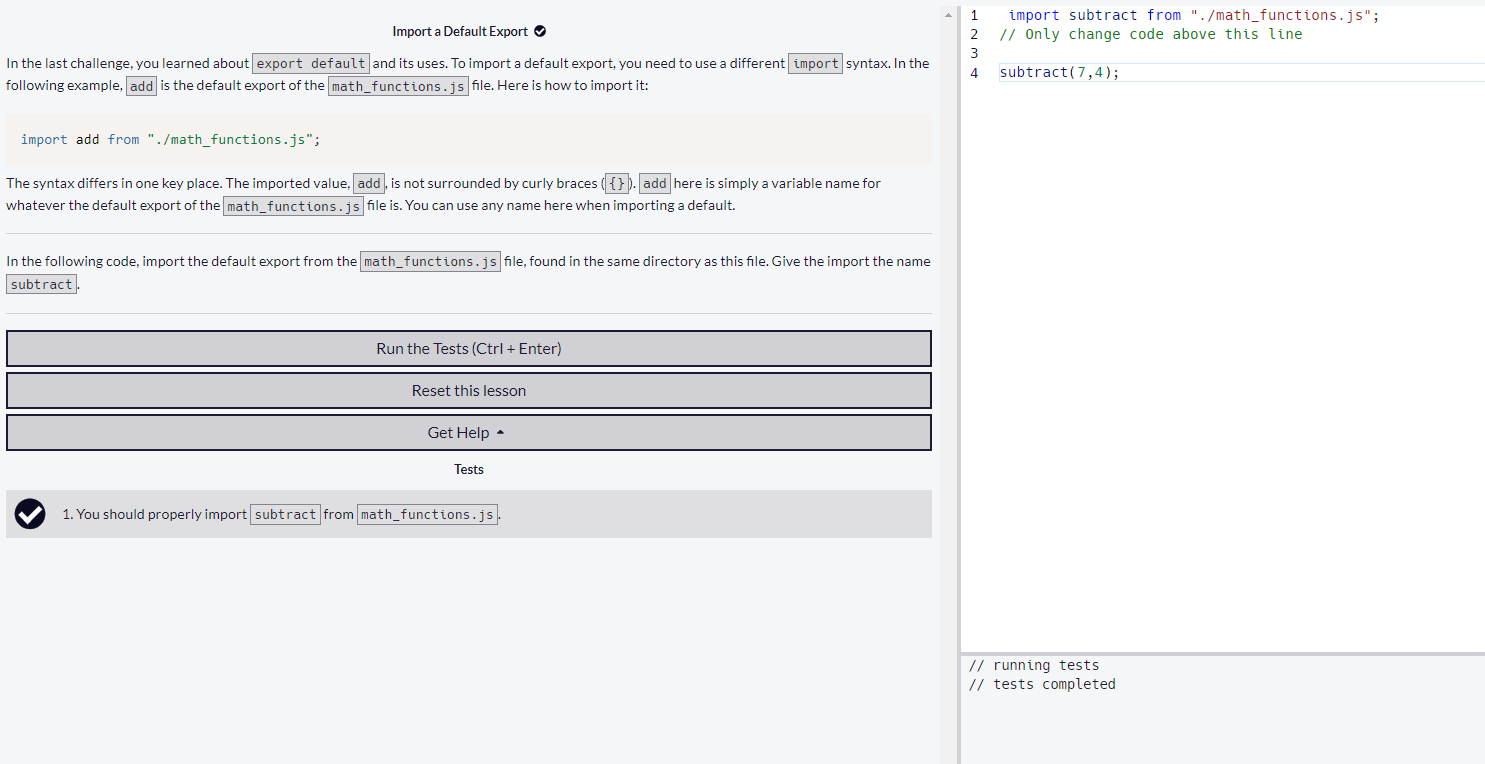 Import a Default Export
In the last challenge, you learned about export default and its uses. To import a default export, you need to use a different import syntax. In the
following example, add is the default export of the math_functions.js file. Here is how to import it:
import add from "./math_functions.js";
The syntax differs in one key place. The imported value, add, is not surrounded by curly braces ({}). add here is simply a variable name for
whatever the default export of the math_functions.js file is. You can use any name here when importing a default.
In the following code, import the default export from the math_functions.js file, found in the same directory as this file. Give the import the name
subtract.
Run the Tests (Ctrl + Enter)
Reset this lesson
Get Help
Tests
1. You should properly import subtract from math_functions.js.
1 import subtract from "./math_functions.js";
2 // Only change code above this line
3
4 subtract(7,4);
// running tests
// tests completed